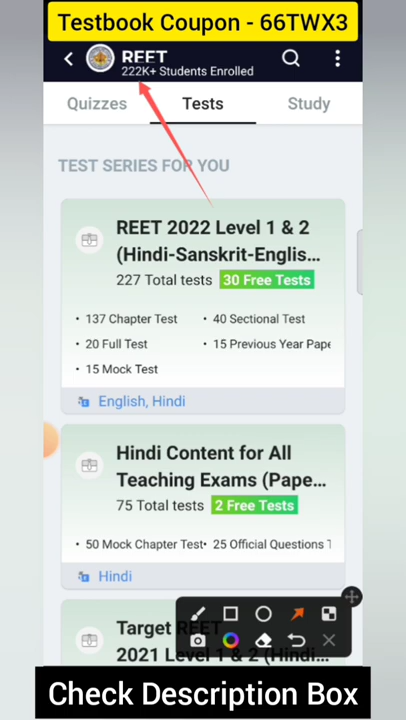 Testbook Coupon - 66TWX3
REET
222K+ Students Enrolled
Quizzes Tests Study
TEST SERIES FOR YOU
REET 2022 Level 1 & 2
(Hindi-Sanskrit-Englis...
227 Total tests 30 Free Tests
• 137 Chapter Test • 40 Sectional Test
• 20 Full Test • 15 Previous Year Pape
• 15 Mock Test
English, Hindi
Hindi Content for All
Teaching Exams (Pape...
75 Total tests 2 Free Tests
• 50 Mock Chapter Test • 25 Official Questions T
Hindi
Target REET
2021 Level 1 & 2 (Hindi...
Check Description Box